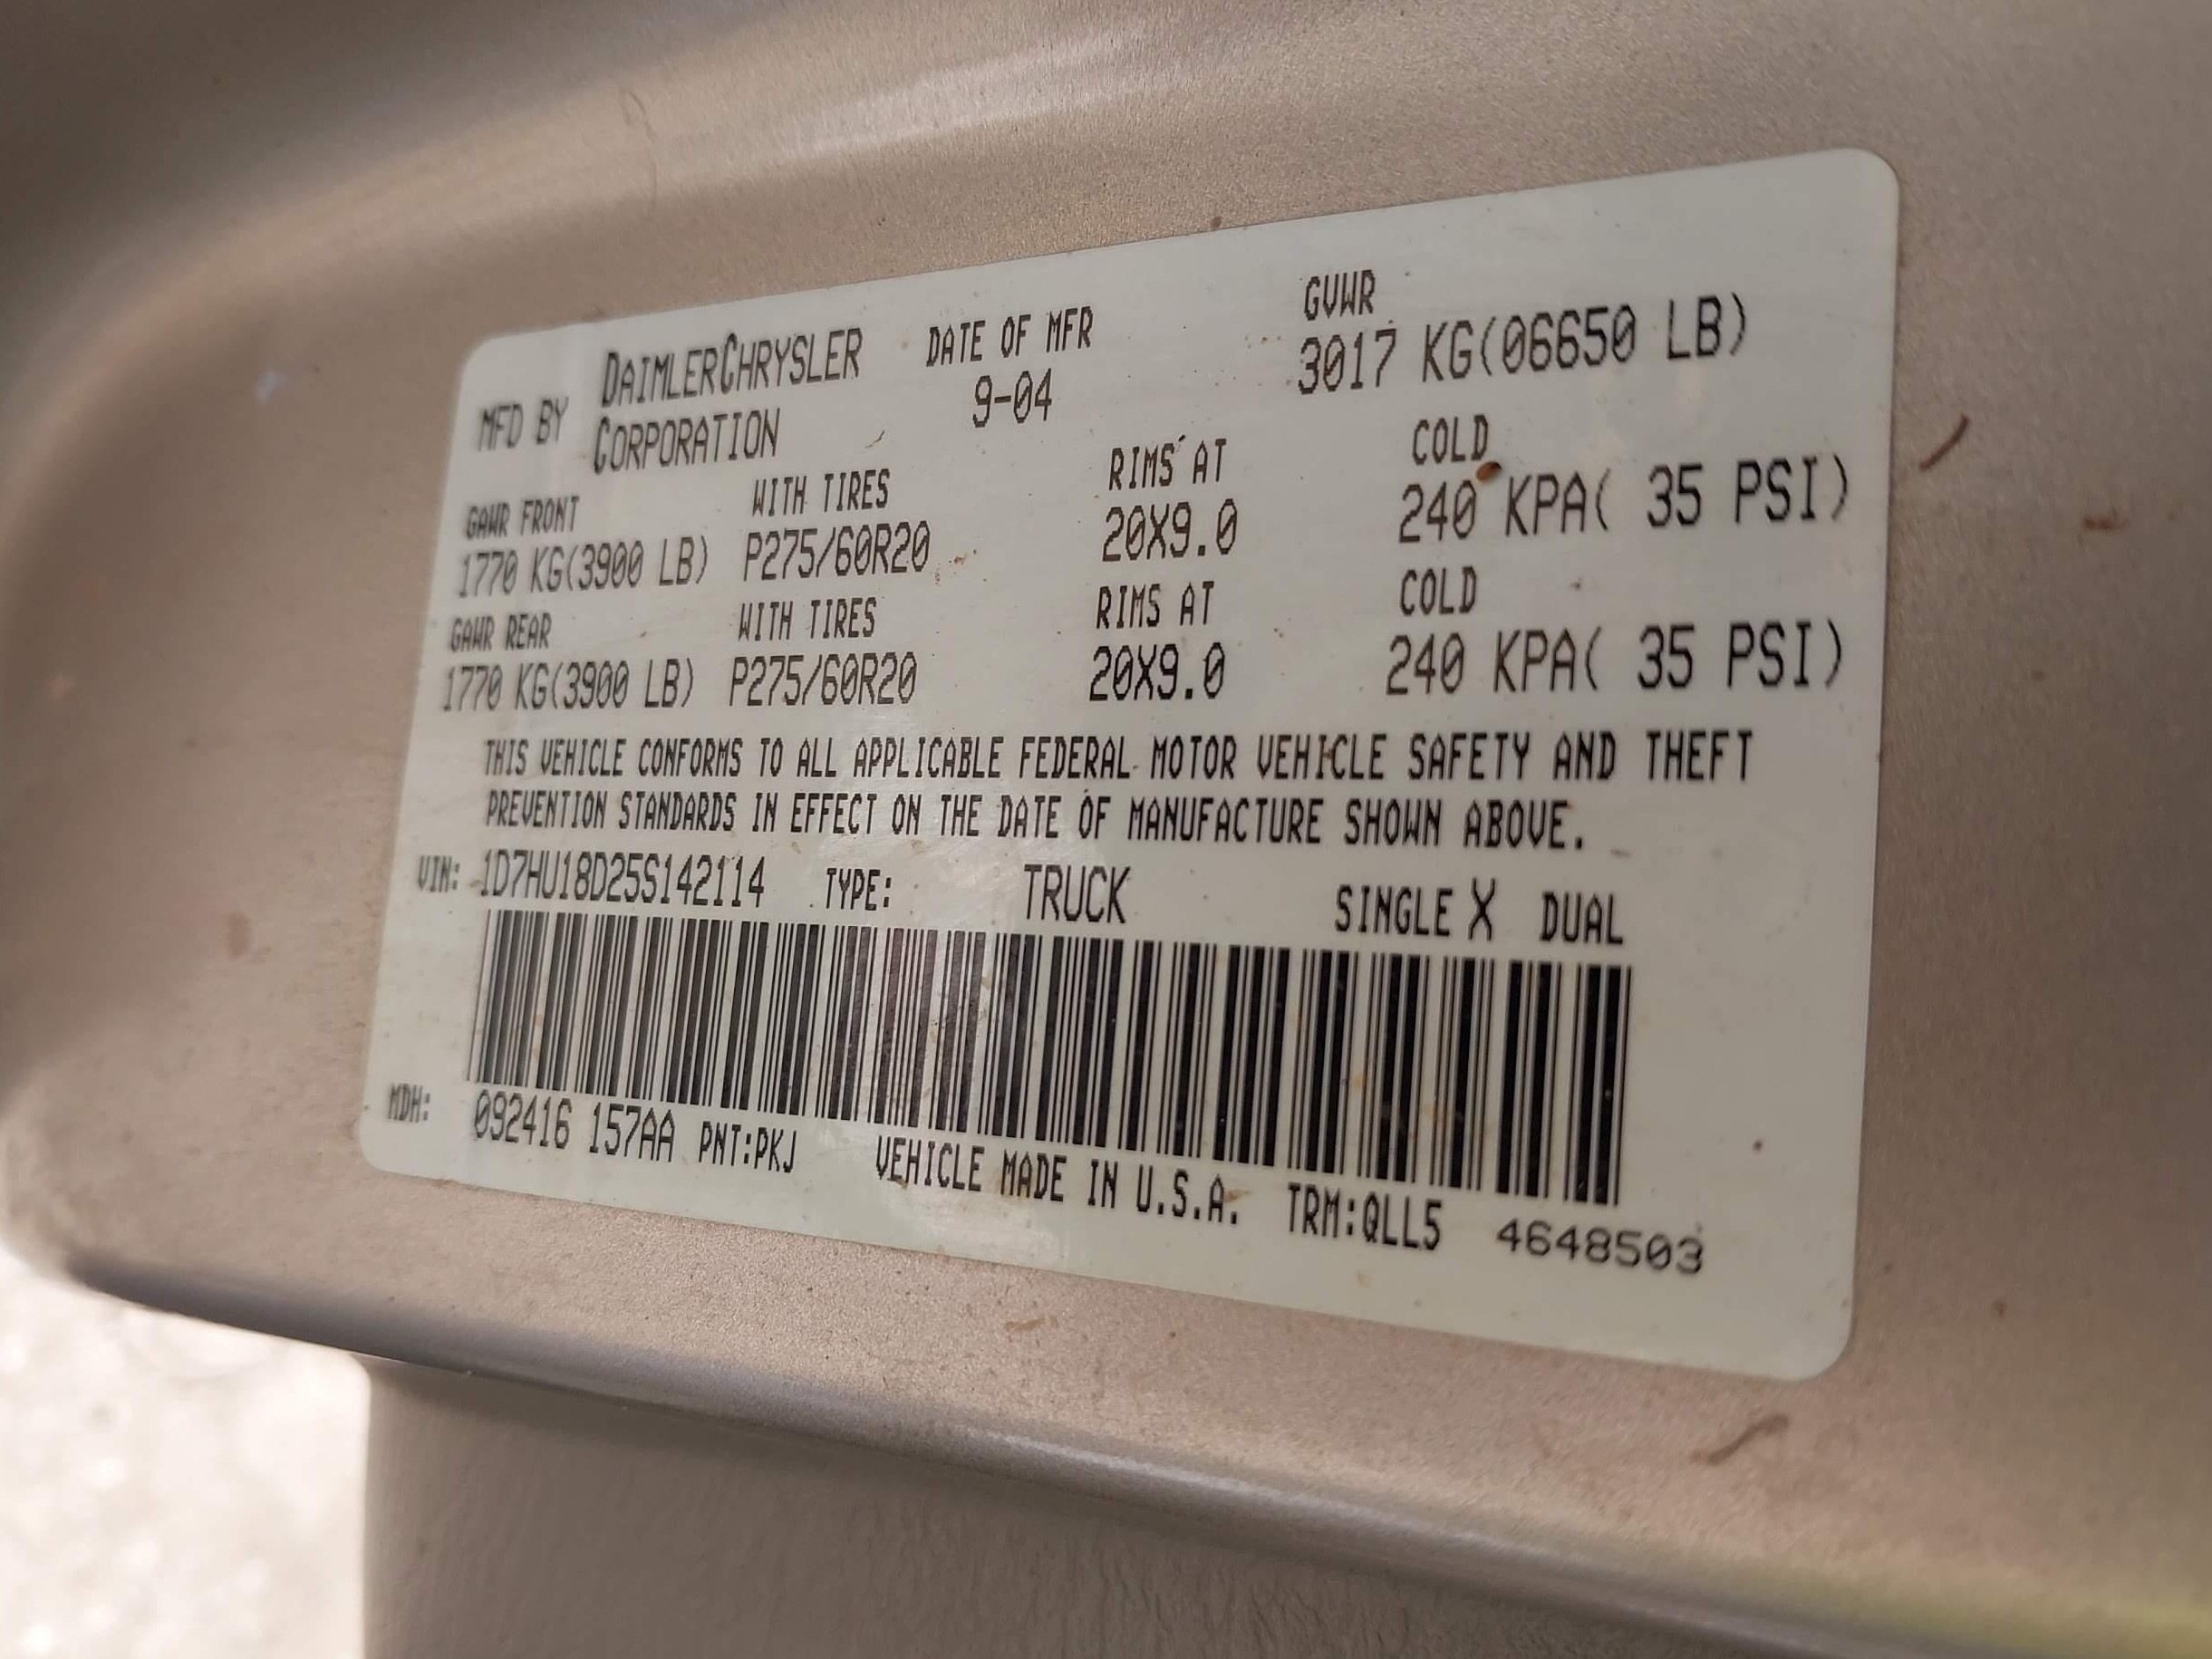 MFD BY DAIMLERCHRYSLER CORPORATION DATE OF MFR 9-04 GVWR 3017 KG(06650 LB)
GAWR FRONT WITH TIRES RIMS AT COLD
1770 KG(3900 LB) P275/60R20 20X9.0 240 KPA( 35 PSI)
GAWR REAR WITH TIRES RIMS AT COLD
1770 KG(3900 LB) P275/60R20 20X9.0 240 KPA( 35 PSI)
THIS VEHICLE CONFORMS TO ALL APPLICABLE FEDERAL MOTOR VEHICLE SAFETY AND THEFT
PREVENTION STANDARDS IN EFFECT ON THE DATE OF MANUFACTURE SHOWN ABOVE.
VIN: 1D7HU18D25S142114 TYPE: TRUCK SINGLE X DUAL
MDH: 092416 157AA PNT:PKJ VEHICLE MADE IN U.S.A. TRM:QLL5 4648503